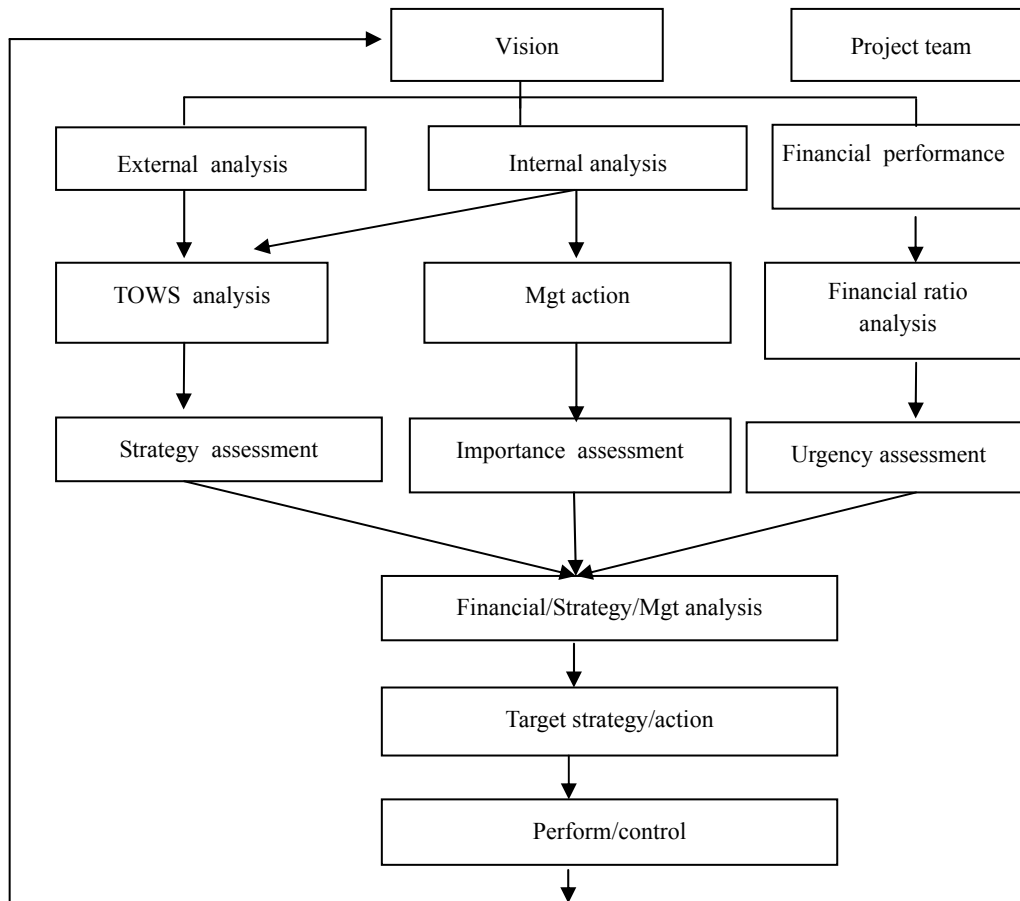 Vision
Project team
External analysis
Internal analysis
Financial performance
TOWS analysis
Mgt action
Financial ratio
analysis
Strategy assessment
Importance assessment
Urgency assessment
Financial/Strategy/Mgt analysis
Target strategy/action
Perform/control